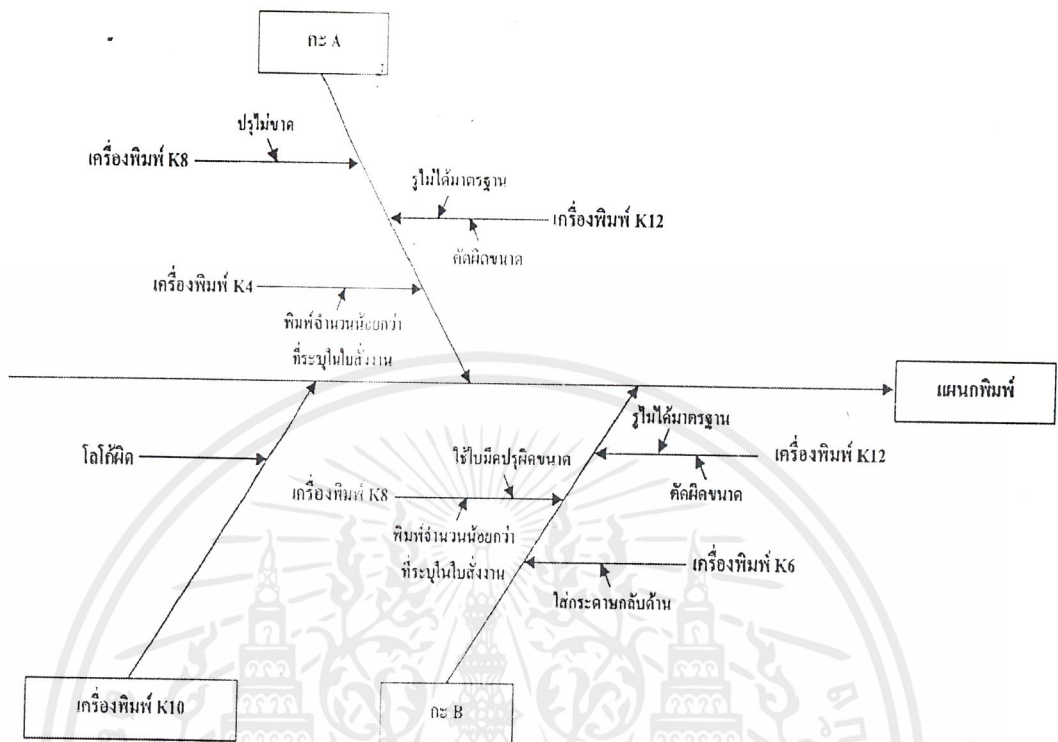 กะ A
ปรุไม่ขาด
เครื่องพิมพ์ K8
รูไม่ได้มาตรฐาน
เครื่องพิมพ์ K12
ตัดผิดขนาด
เครื่องพิมพ์ K4
พิมพ์จำนวนน้อยกว่า
ที่ระบุในใบสั่งงาน
แผนกพิมพ์
รูไม่ได้มาตรฐาน
โลโก้ผิด
ใช้ใบมีดปรุผิดขนาด
เครื่องพิมพ์ K12
เครื่องพิมพ์ K8
ตัดผิดขนาด
พิมพ์จำนวนน้อยกว่า
ที่ระบุในใบสั่งงาน
เครื่องพิมพ์ K6
ใส่กระดาษกลับด้าน
เครื่องพิมพ์ K10
กะ B